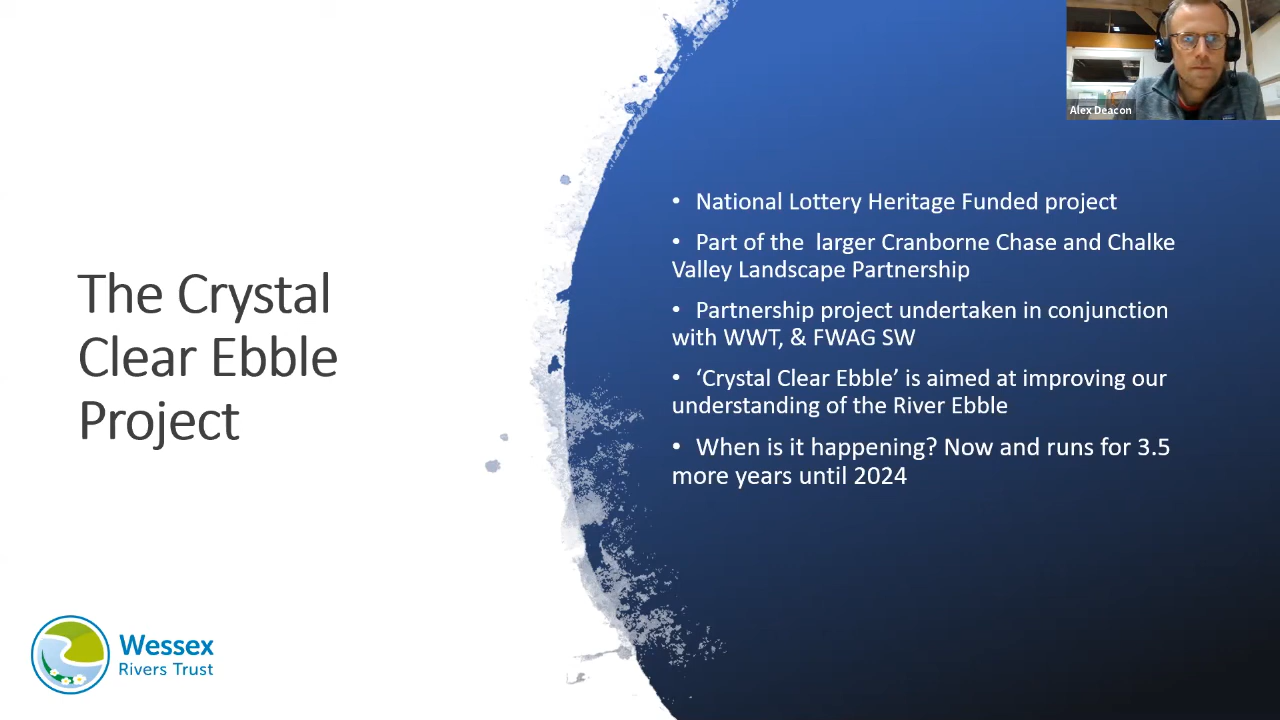 Alex Deacon
The Crystal
Clear Ebble
Project
• National Lottery Heritage Funded project
• Part of the  larger Cranborne Chase and Chalke
Valley Landscape Partnership
• Partnership project undertaken in conjunction
with WWT, & FWAG SW
• ‘Crystal Clear Ebble’ is aimed at improving our
understanding of the River Ebble
• When is it happening? Now and runs for 3.5
more years until 2024
Wessex
Rivers Trust